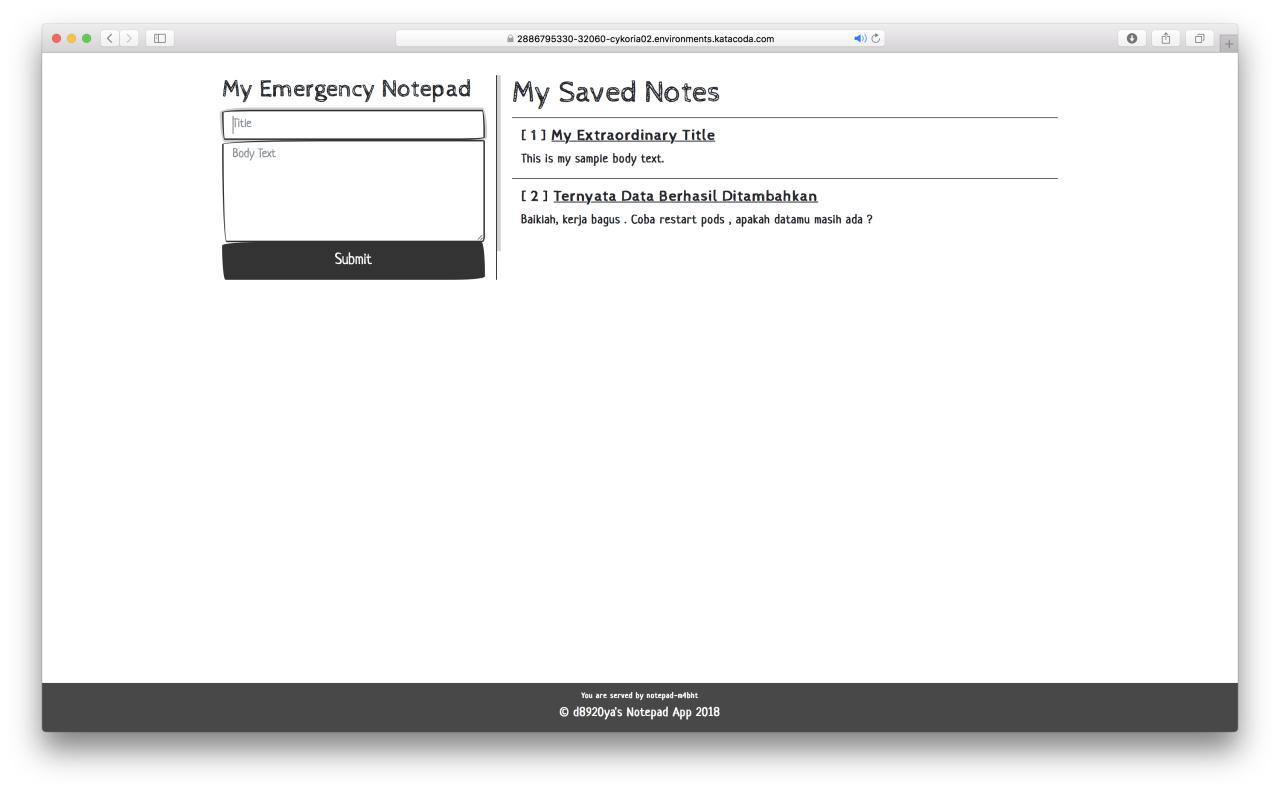 2886795330-32060-cykoria02.environments.katacoda.com
My Emergency Notepad
Title
Body Text
Submit
My Saved Notes
[ 1 ] My Extraordinary Title
This is my sample body text.
[ 2 ] Ternyata Data Berhasil Ditambahkan
Baiklah, kerja bagus . Coba restart pods , apakah datamu masih ada ?
You are served by notepad-m4bht
© d8920ya's Notepad App 2018